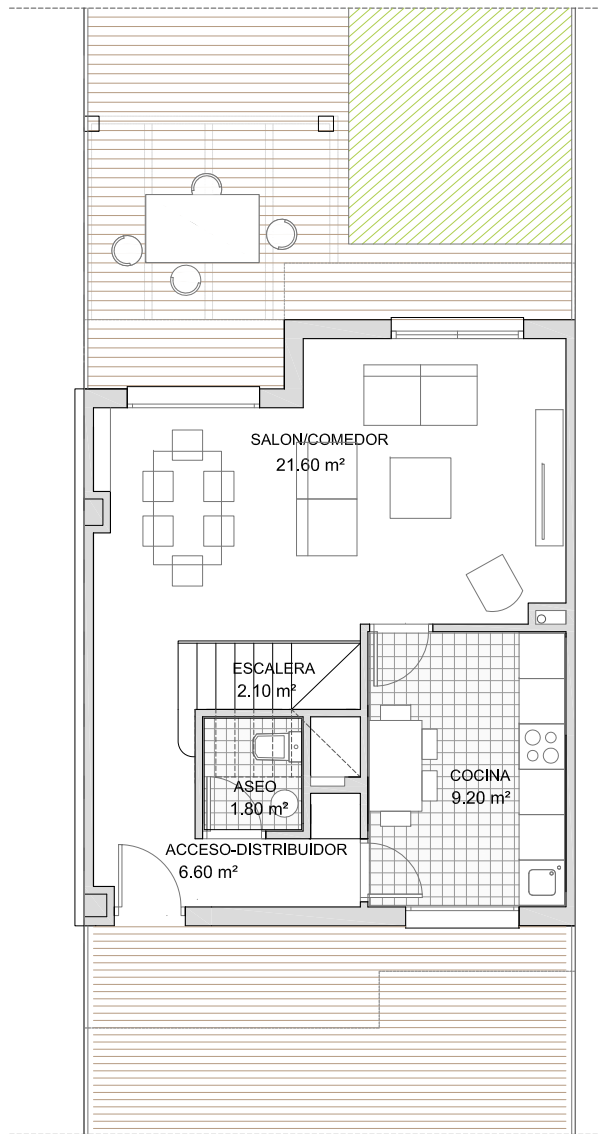 SALON/COMEDOR
21.60 m²
ESCALERA
2.10 m²
ASEO
1.80 m²
COCINA
9.20 m²
ACCESO-DISTRIBUIDOR
6.60 m²